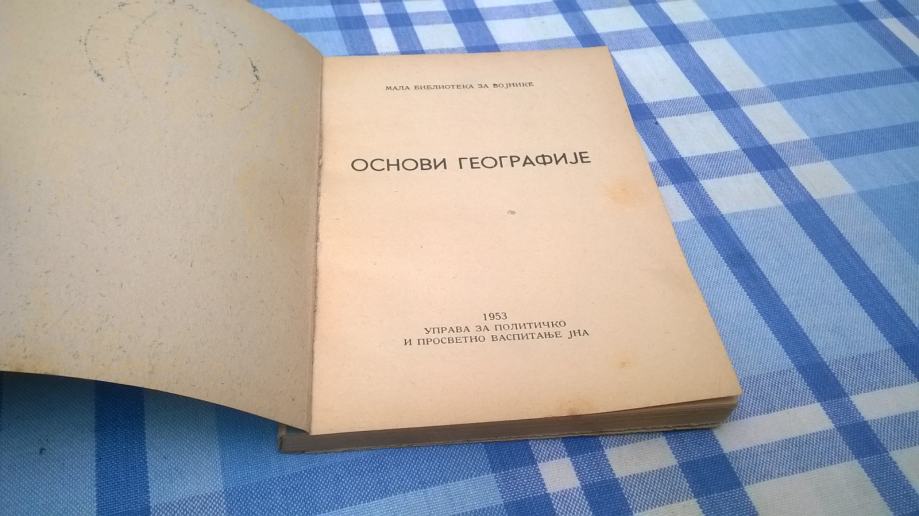 МАЛА БИБЛИОТЕКА ЗА ВОЈНИКЕ
ОСНОВИ ГЕОГРАФИЈЕ
1953
УПРАВА ЗА ПОЛИТИЧКО
И ПРОСВЕТНО ВАСПИТАЊЕ ЈНА